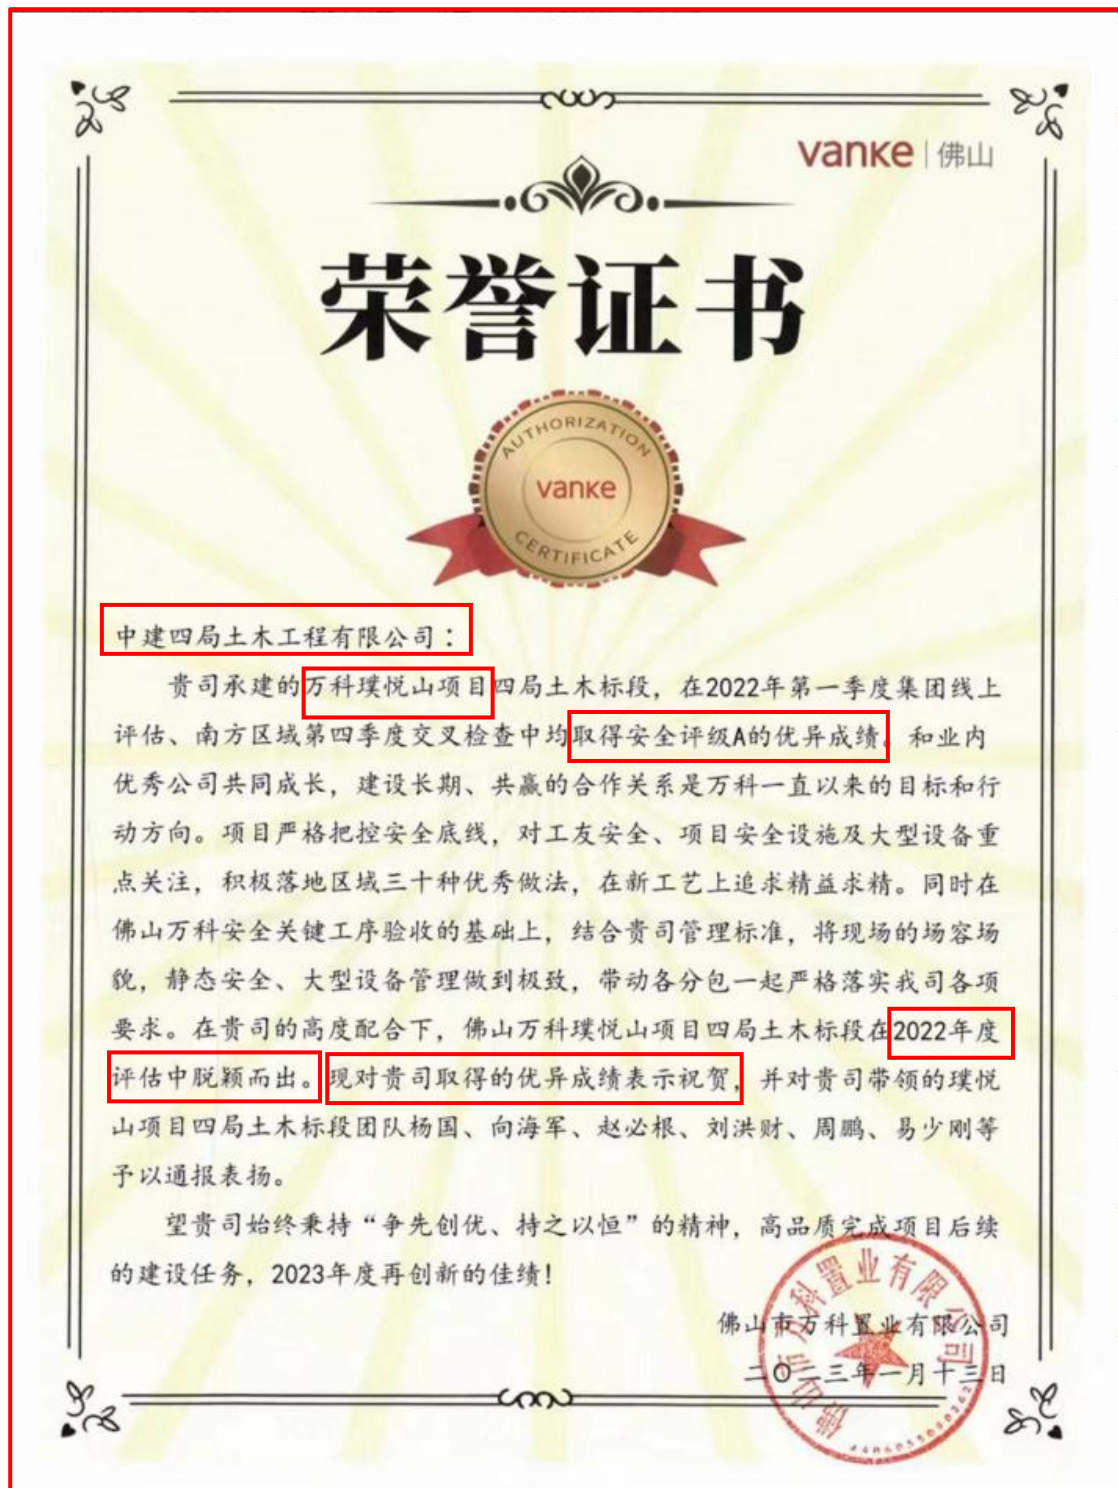 vanke | 佛山
荣誉证书
AUTHORIZATION
vanke
CERTIFICATE
中建四局土木工程有限公司：
贵司承建的万科璞悦山项目四局土木标段，在2022年第一季度集团线上
评估、南方区域第四季度交叉检查中均取得安全评级A的优异成绩。和业内
优秀公司共同成长，建设长期、共赢的合作关系是万科一直以来的目标和行
动方向。项目严格把控安全底线，对工友安全、项目安全设施及大型设备重
点关注，积极落地区域三十种优秀做法，在新工艺上追求精益求精。同时在
佛山万科安全关键工序验收的基础上，结合贵司管理标准，将现场的场容场
貌，静态安全、大型设备管理做到极致，带动各分包一起严格落实我司各项
要求。在贵司的高度配合下，佛山万科璞悦山项目四局土木标段在2022年度
评估中脱颖而出。现对贵司取得的优异成绩表示祝贺，并对贵司带领的璞悦
山项目四局土木标段团队杨国、向海军、赵必根、刘洪财、周鹏、易少刚等
予以通报表扬。
望贵司始终秉持“争先创优、持之以恒”的精神，高品质完成项目后续
的建设任务，2023年度再创新的佳绩！
佛山市万科置业有限公司
二〇二三年一月十三日
佛山市万科置业有限公司